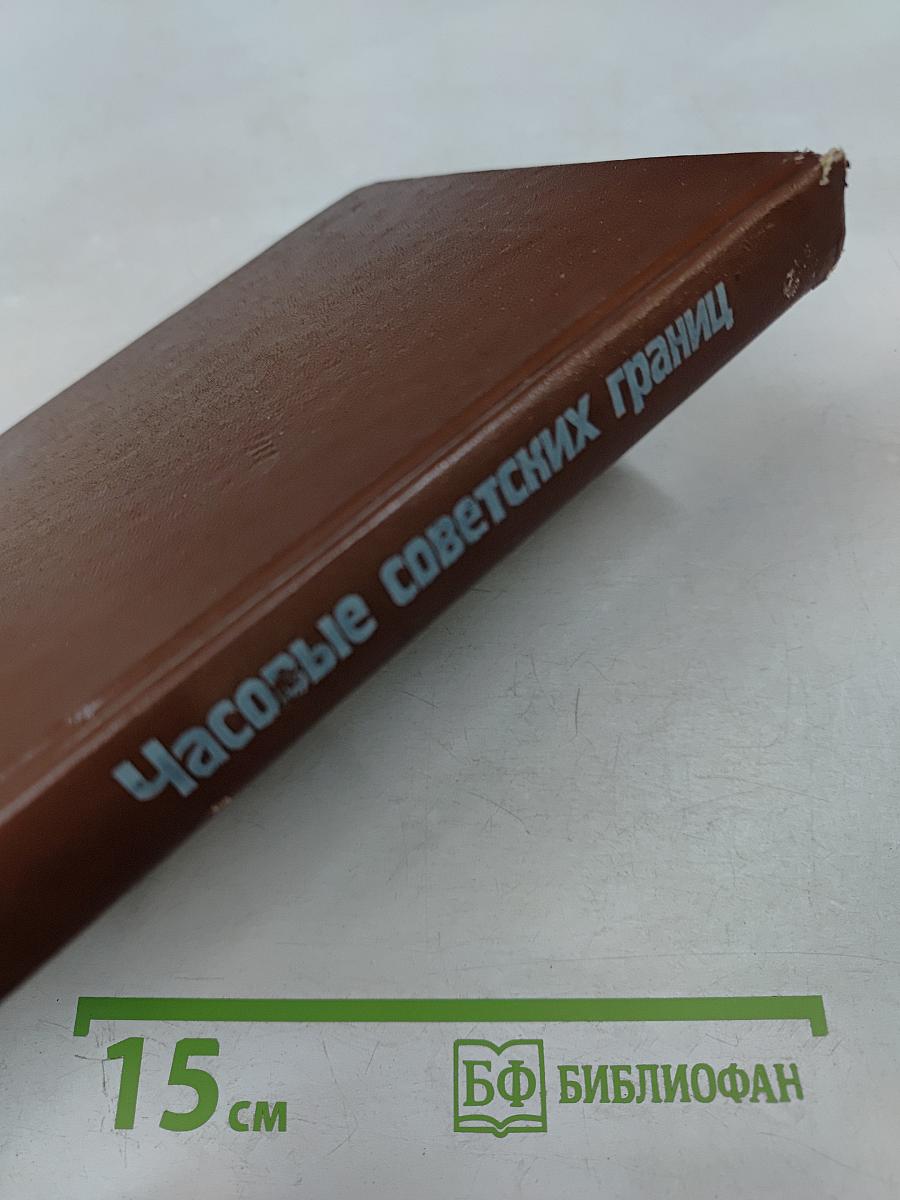 Часовые советских границ
15 см
БФ БИБЛИОФАН